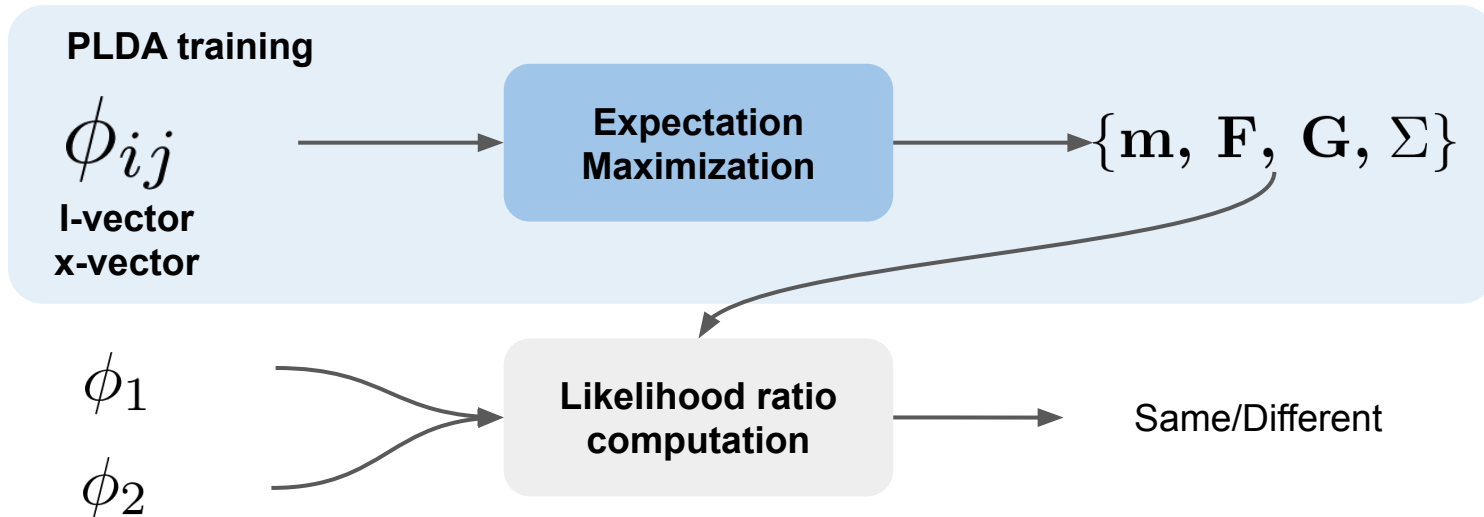 PLDA training
ϕij
Expectation
Maximization
{m, F, G, Σ}
I-vector
x-vector
ϕ1
ϕ2
Likelihood ratio
computation
Same/Different